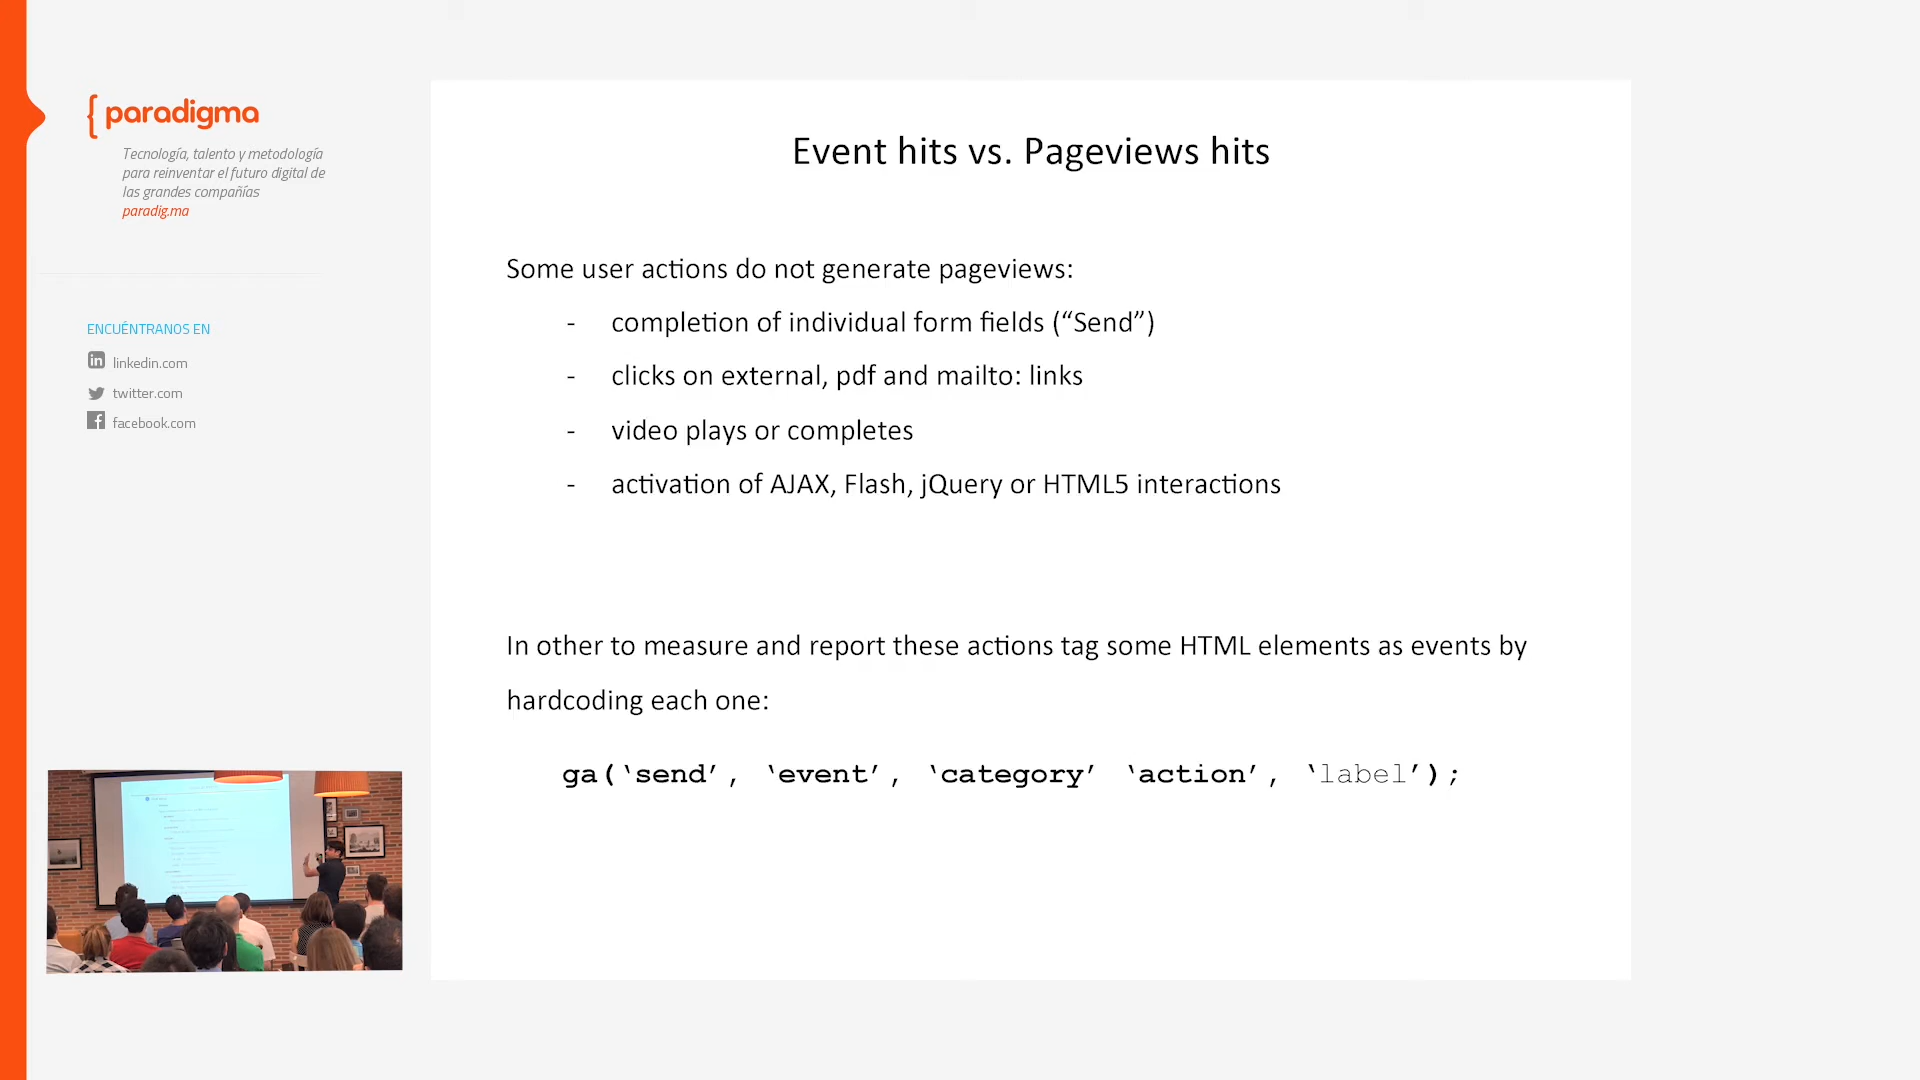 { paradigma
Tecnología, talento y metodología
para reinventar el futuro digital de
las grandes compañías
paradig.ma
ENCUÉNTRANOS EN
linkedin.com
twitter.com
facebook.com
Event hits vs. Pageviews hits
Some user actions do not generate pageviews:
- completion of individual form fields (“Send”)
- clicks on external, pdf and mailto: links
- video plays or completes
- activation of AJAX, Flash, jQuery or HTML5 interactions
In other to measure and report these actions tag some HTML elements as events by
hardcoding each one:
ga(‘send’, ‘event’, ‘category’ ‘action’, ‘label’);